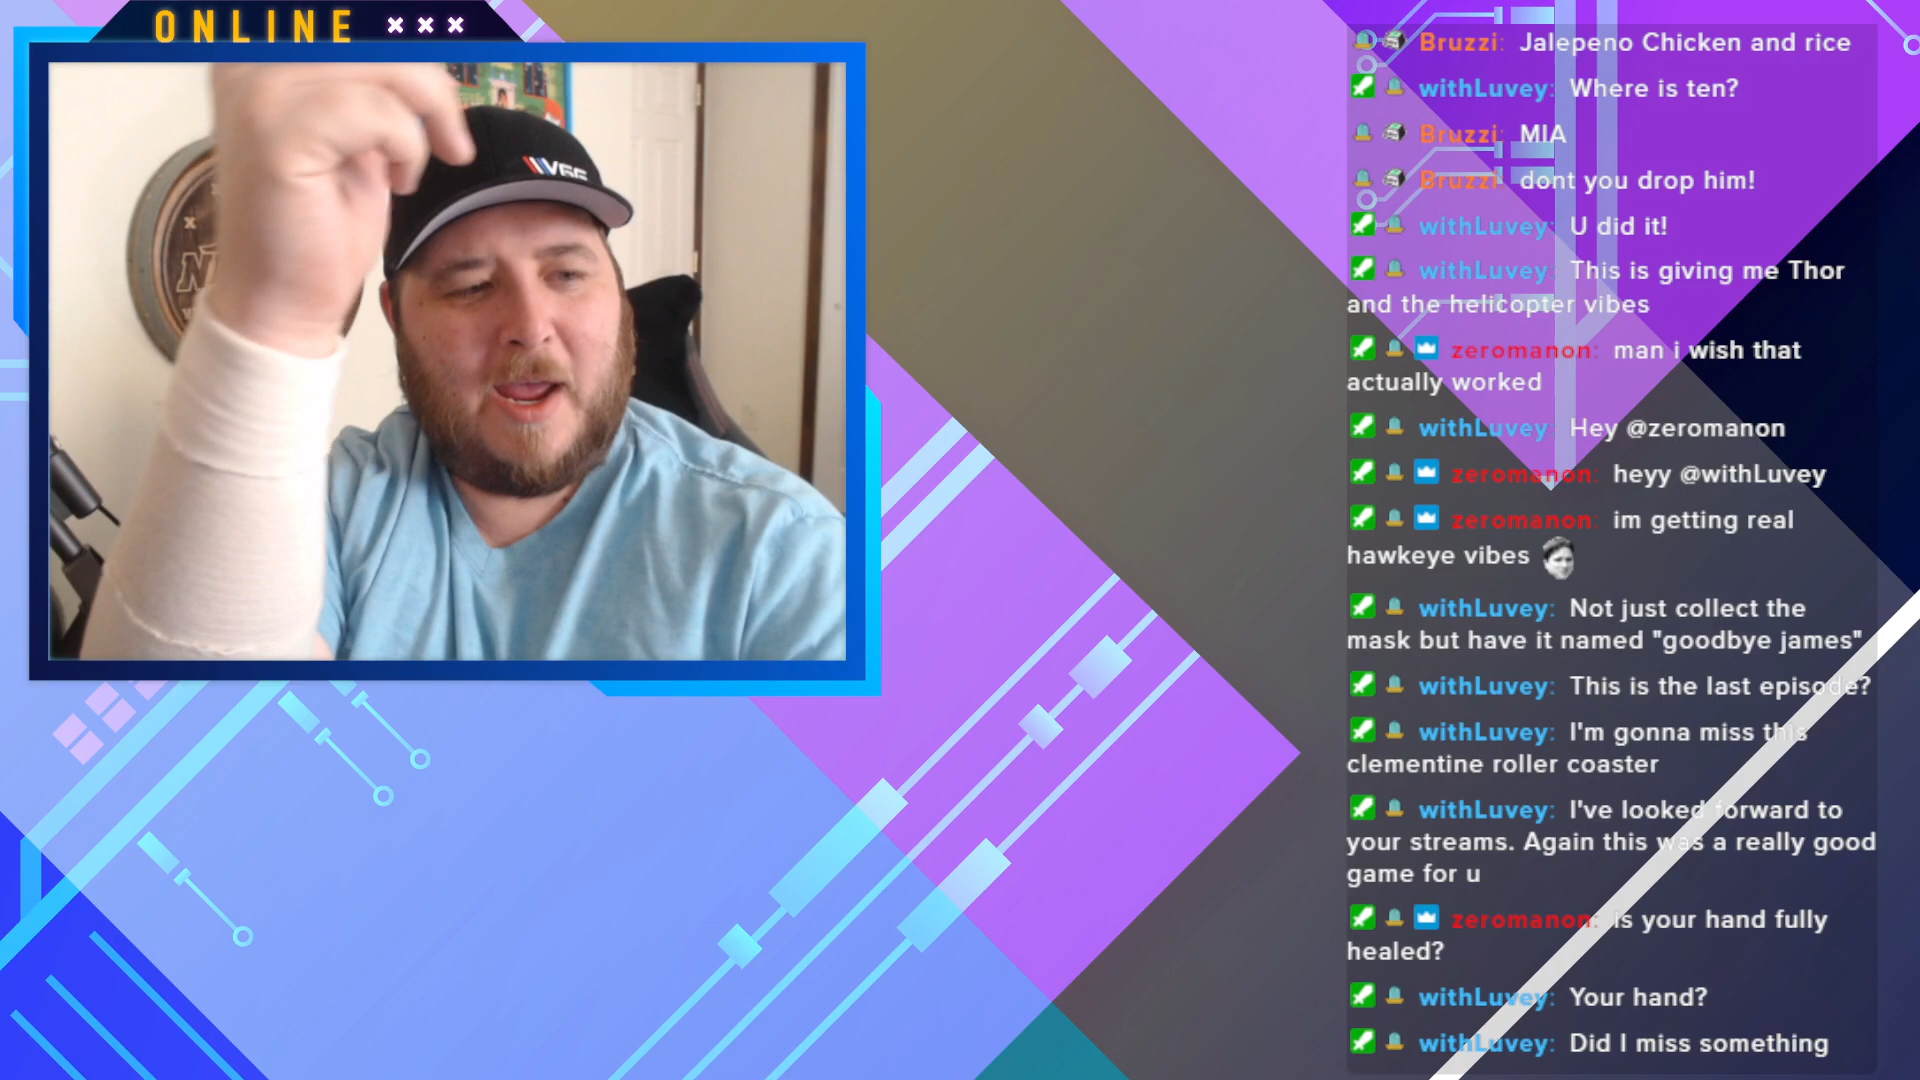 ONLINE
VGG
Bruzzi: Jalepeno Chicken and rice
withLuvey: Where is ten?
Bruzzi: MIA
Bruzzi: dont you drop him!
withLuvey: U did it!
withLuvey: This is giving me Thor
and the helicopter vibes
zeromanon: man i wish that
actually worked
withLuvey: Hey @zeromanon
zeromanon: heyy @withLuvey
zeromanon: im getting real
hawkeye vibes
withLuvey: Not just collect the
mask but have it named "goodbye james"
withLuvey: This is the last episode?
withLuvey: I'm gonna miss this
clementine roller coaster
withLuvey: I've looked forward to
your streams. Again this was a really good
game for u
zeromanon: Is your hand fully
healed?
withLuvey: Your hand?
withLuvey: Did I miss something